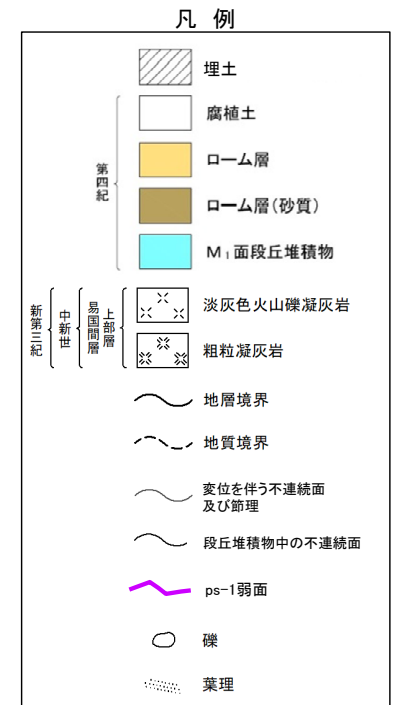 凡 例
埋土
第四紀
腐植土
ローム層
ローム層(砂質)
M₁面段丘堆積物
新第三紀
中新世
易国間層
上部層
淡灰色火山礫凝灰岩
粗粒凝灰岩
地層境界
地質境界
変位を伴う不連続面
及び節理
段丘堆積物中の不連続面
ps-1弱面
礫
葉理